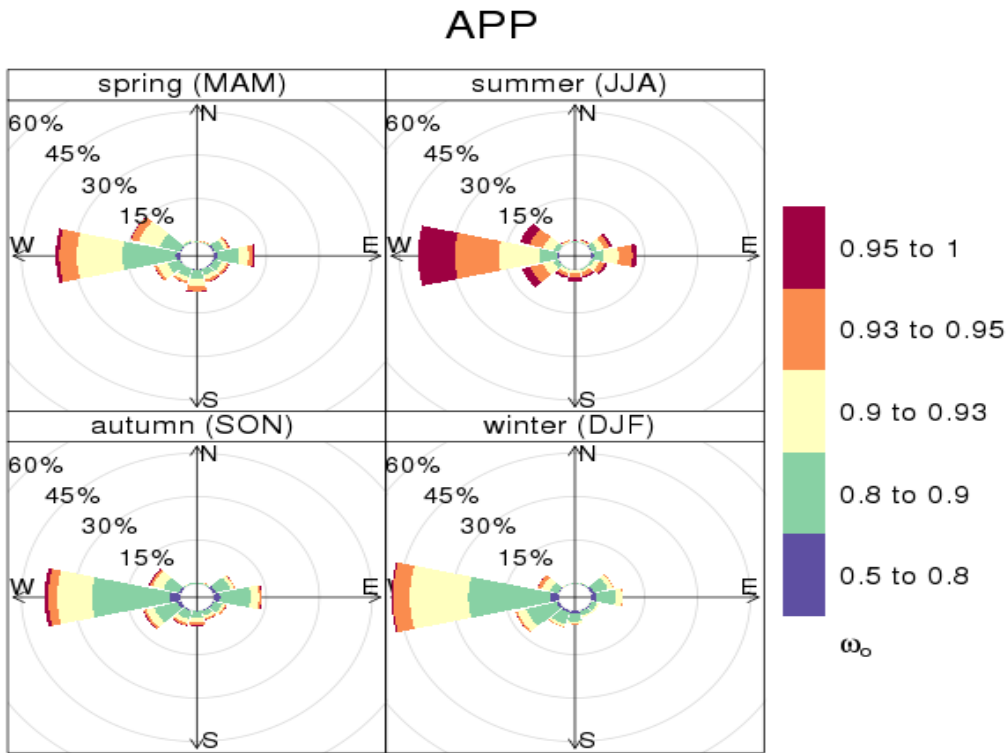 APP
spring (MAM)
summer (JJA)
N
60%
45%
30%
15%
W
E
S
N
60%
45%
30%
15%
W
E
S
autumn (SON)
winter (DJF)
N
60%
45%
30%
15%
W
E
S
N
60%
45%
30%
15%
W
E
S
0.95 to 1
0.93 to 0.95
0.9 to 0.93
0.8 to 0.9
0.5 to 0.8
ω₀